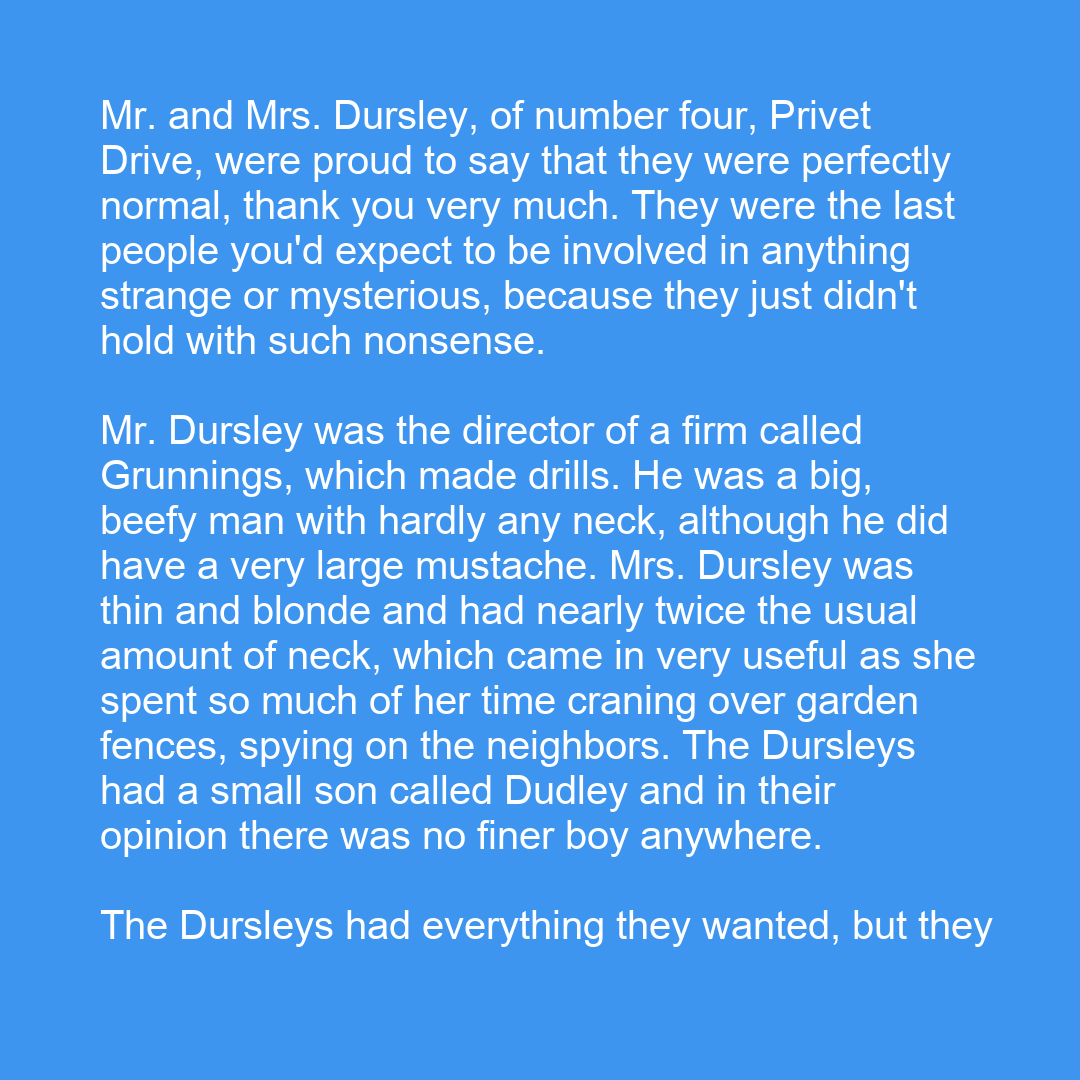 Mr. and Mrs. Dursley, of number four, Privet
Drive, were proud to say that they were perfectly
normal, thank you very much. They were the last
people you'd expect to be involved in anything
strange or mysterious, because they just didn't
hold with such nonsense.

Mr. Dursley was the director of a firm called
Grunnings, which made drills. He was a big,
beefy man with hardly any neck, although he did
have a very large mustache. Mrs. Dursley was
thin and blonde and had nearly twice the usual
amount of neck, which came in very useful as she
spent so much of her time craning over garden
fences, spying on the neighbors. The Dursleys
had a small son called Dudley and in their
opinion there was no finer boy anywhere.

The Dursleys had everything they wanted, but they